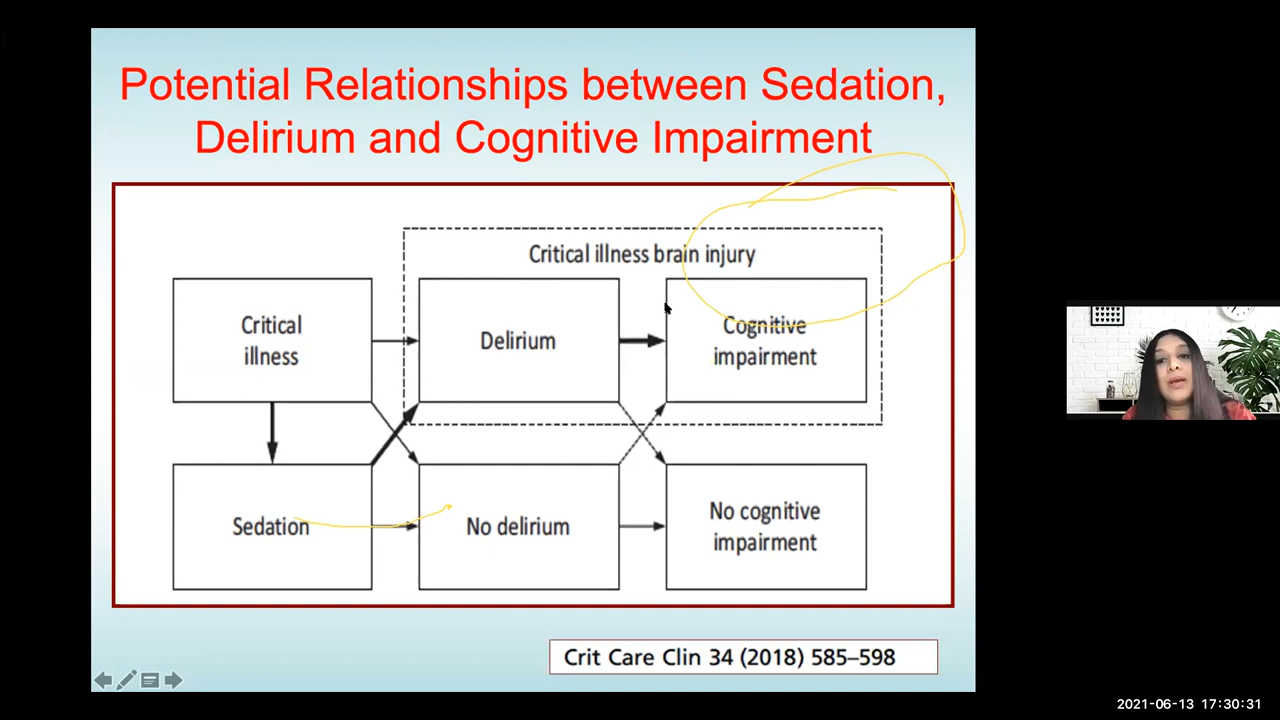 Potential Relationships between Sedation,
Delirium and Cognitive Impairment
Critical illness brain injury
Critical
illness
Delirium
Cognitive
impairment
Sedation
No delirium
No cognitive
impairment
Crit Care Clin 34 (2018) 585–598
2021-06-13 17:30:31